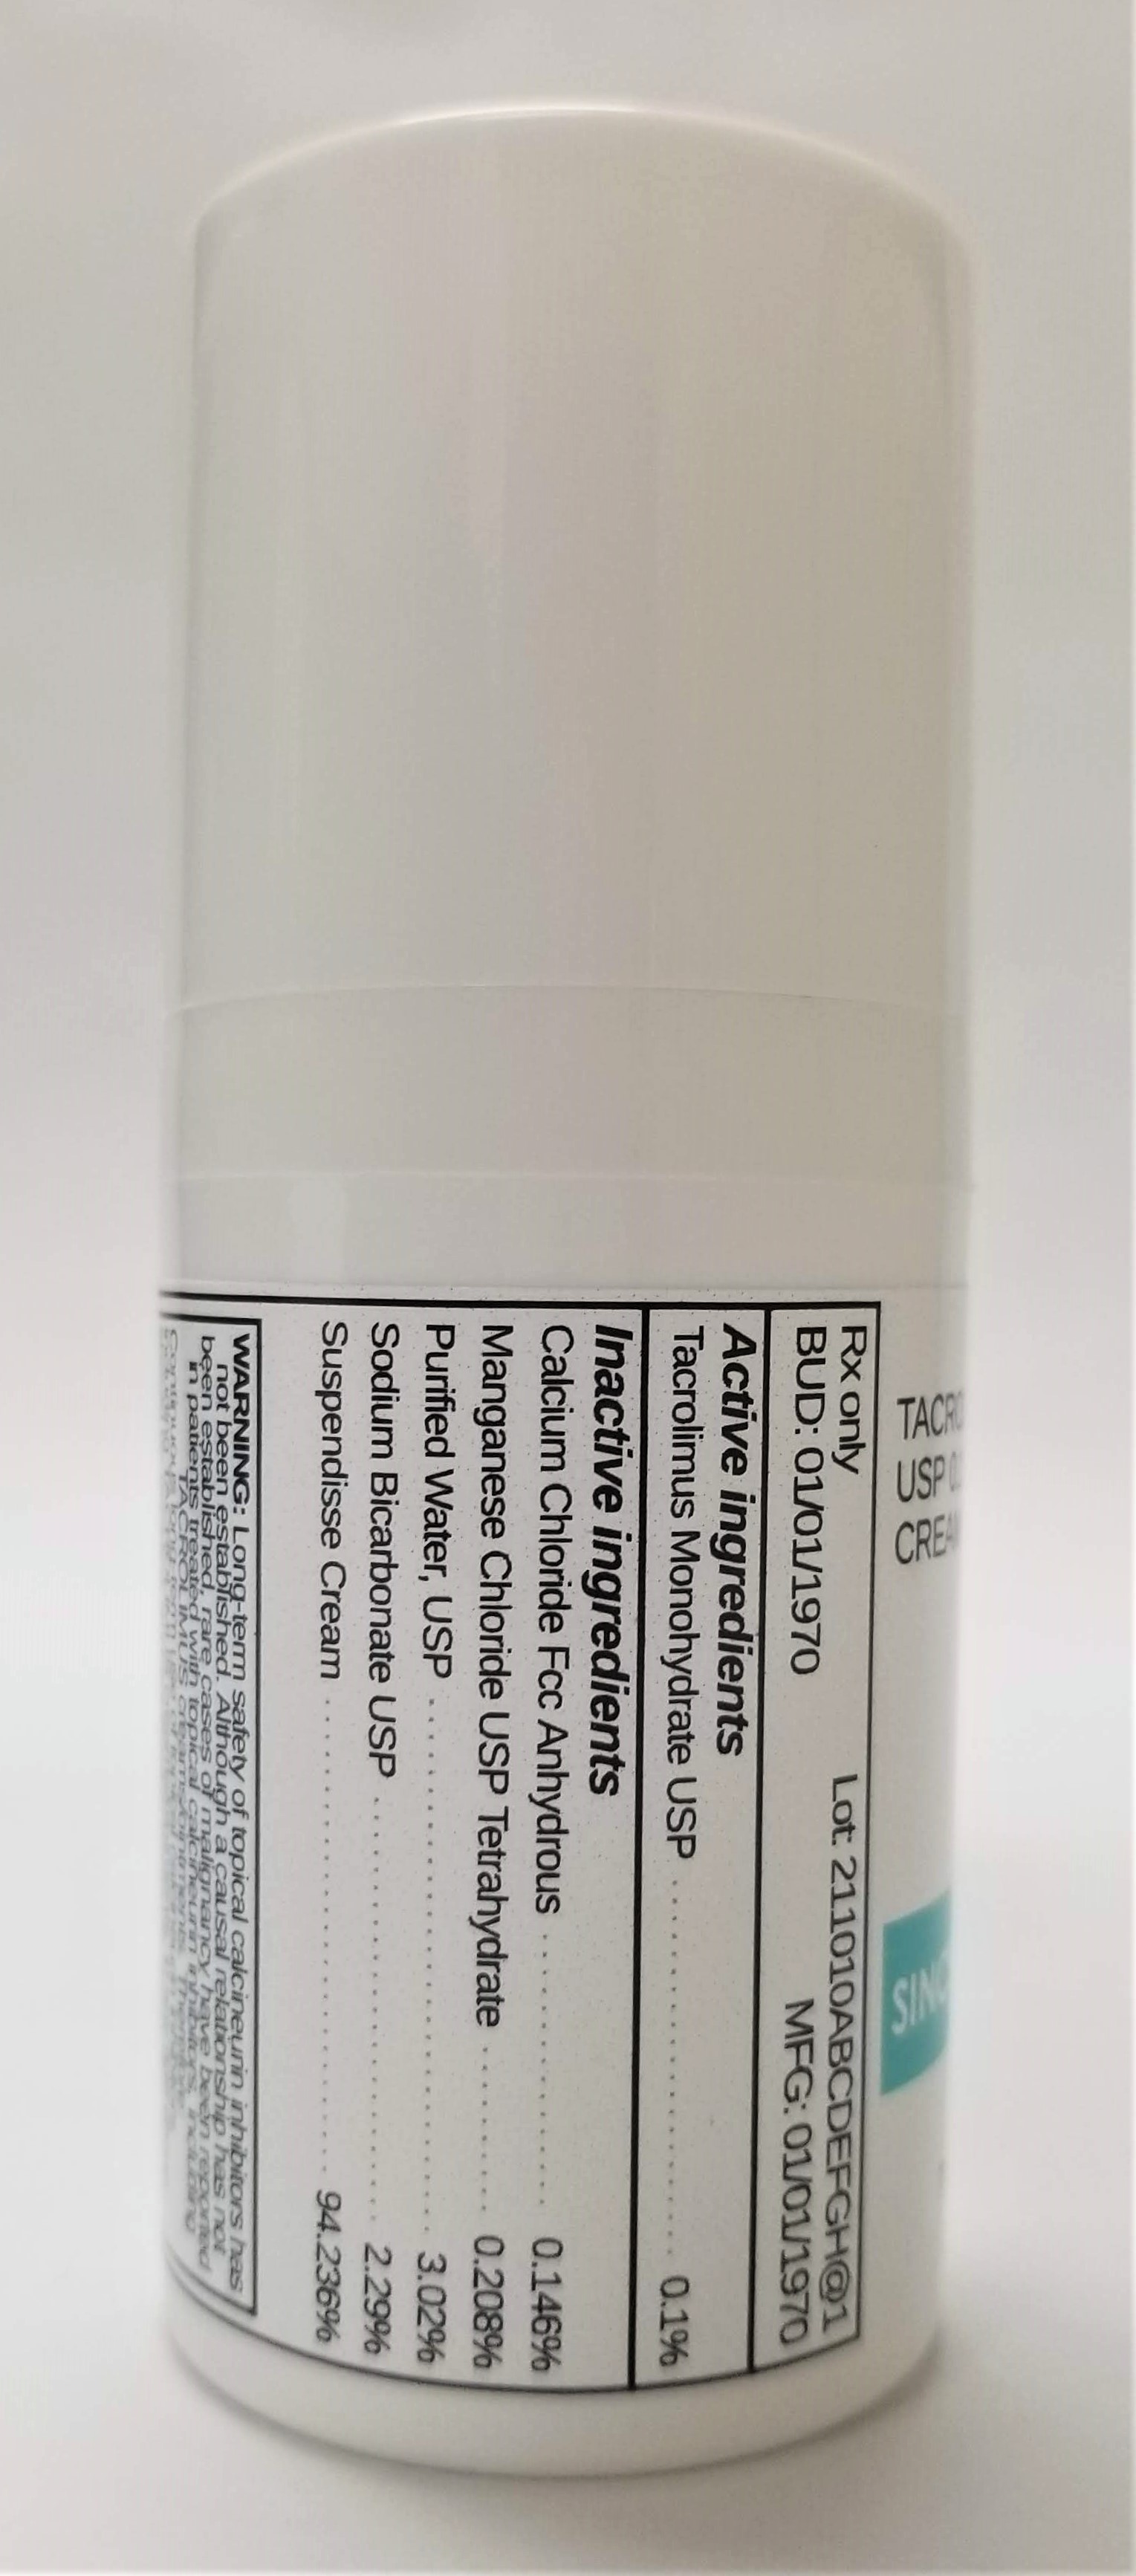 TACRO
USP 0.
CREAM
SINC
Rx only Lot: 211010ABCDEFGH@1
BUD: 01/01/1970 MFG: 01/01/1970
Active ingredients
Tacrolimus Monohydrate USP 0.1%
Inactive ingredients
Calcium Chloride Fcc Anhydrous 0.146%
Manganese Chloride USP Tetrahydrate 0.208%
Purified Water, USP 3.02%
Sodium Bicarbonate USP 2.29%
Suspendisse Cream 94.236%
WARNING: Long-term safety of topical calcineurin inhibitors has
not been established. Although a causal relationship has not
been established, rare cases of malignancy have been reported
in patients treated with topical calcineurin inhibitors, including
TACROLIMUS creams/ointments. Therefore: